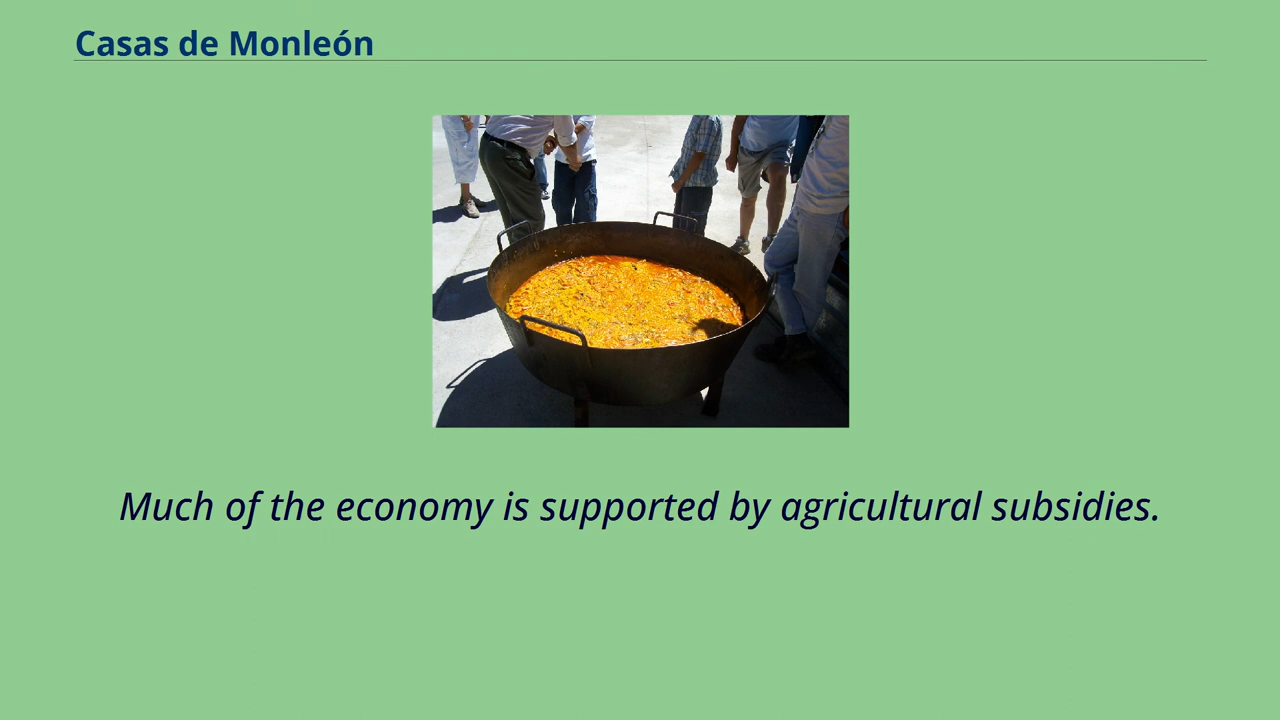 Casas de Monleón
Much of the economy is supported by agricultural subsidies.